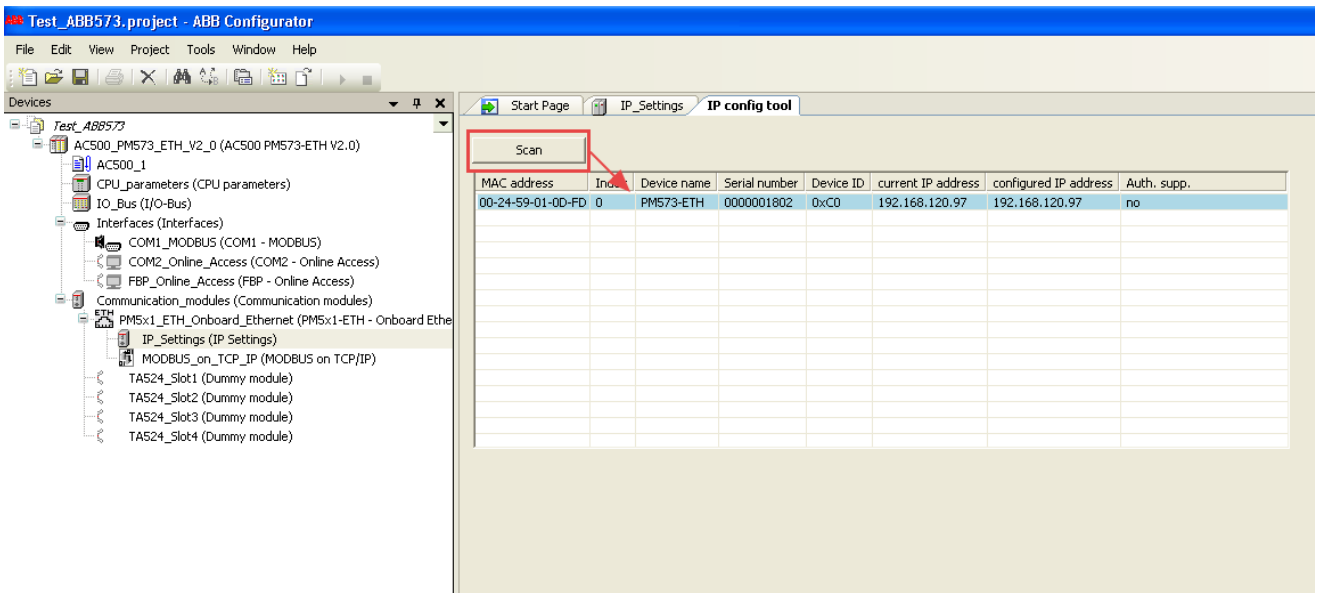 Test_ABB573.project - ABB Configurator
File Edit View Project Tools Window Help
Devices
Start Page IP_Settings IP config tool
Test_ABB573
AC500_PM573_ETH_V2_0 (AC500 PM573-ETH V2.0)
AC500_1
CPU_parameters (CPU parameters)
IO_Bus (I/O-Bus)
Interfaces (Interfaces)
COM1_MODBUS (COM1 - MODBUS)
COM2_Online_Access (COM2 - Online Access)
FBP_Online_Access (FBP - Online Access)
Communication_modules (Communication modules)
ETH PM5x1_ETH_Onboard_Ethernet (PM5x1-ETH - Onboard Ethe
IP_Settings (IP Settings)
MODBUS_on_TCP_IP (MODBUS on TCP/IP)
TA524_Slot1 (Dummy module)
TA524_Slot2 (Dummy module)
TA524_Slot3 (Dummy module)
TA524_Slot4 (Dummy module)
Scan
MAC address Device name Serial number Device ID current IP address configured IP address Auth. supp.
00-24-59-01-0D-FD 0 PM573-ETH 0000001802 0xC0 192.168.120.97 192.168.120.97 no